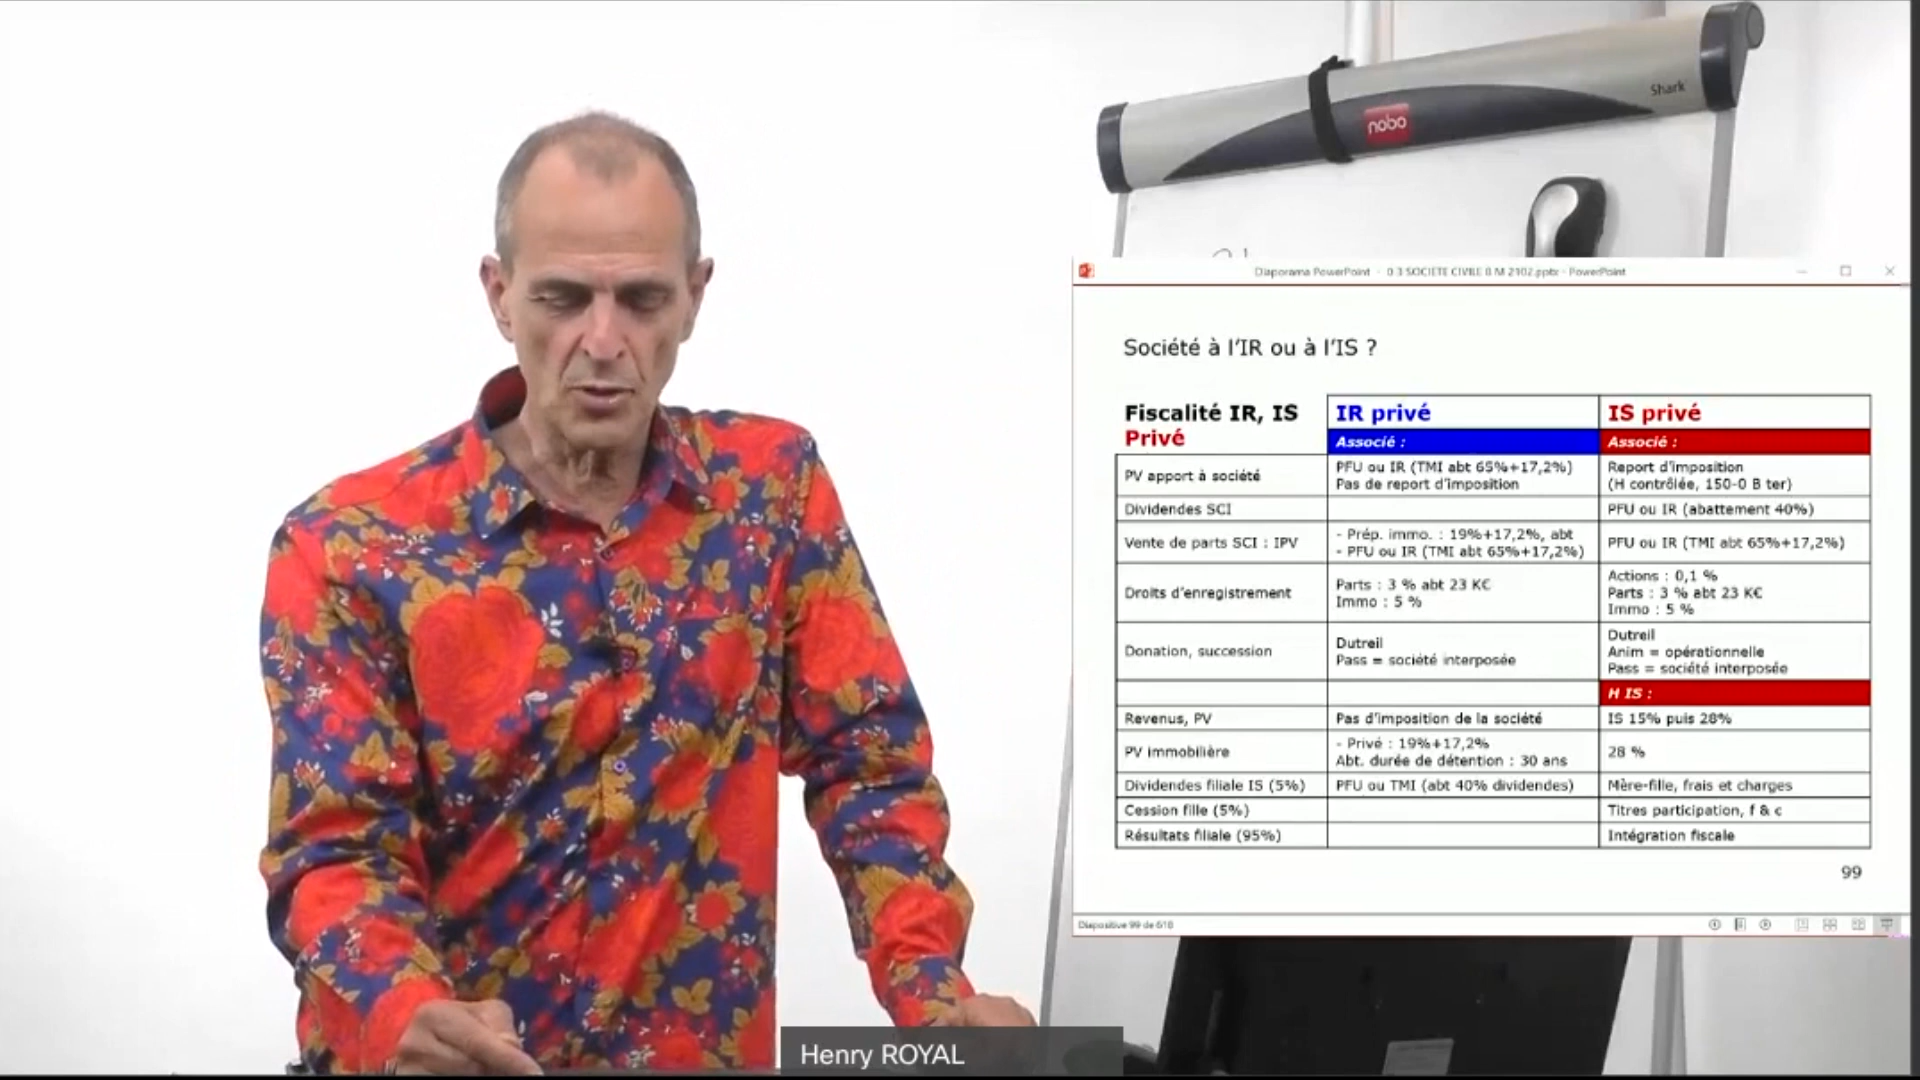 Shark
nobo
Diaporama PowerPoint - 0 3 SOCIETE CIVILE 8 M 2102.pptx - PowerPoint
Société à l'IR ou à l'IS ?
Fiscalité IR, IS
Privé
IR privé
IS privé
Associé :
Associé :
PV apport à société
PFU ou IR (TMI abt 65%+17,2%)
Pas de report d'imposition
Report d'imposition
(H contrôlée, 150-0 B ter)
Dividendes SCI
PFU ou IR (abattement 40%)
Vente de parts SCI : IPV
- Prép. immo. : 19%+17,2%, abt
- PFU ou IR (TMI abt 65%+17,2%)
PFU ou IR (TMI abt 65%+17,2%)
Droits d'enregistrement
Parts : 3 % abt 23 K€
Immo : 5 %
Actions : 0,1 %
Parts : 3 % abt 23 K€
Immo : 5 %
Donation, succession
Dutreil
Pass = société interposée
Dutreil
Anim = opérationnelle
Pass = société interposée
H IS :
Revenus, PV
Pas d'imposition de la société
IS 15% puis 28%
PV immobilière
- Privé : 19%+17,2%
Abt. durée de détention : 30 ans
28 %
Dividendes filiale IS (5%)
PFU ou TMI (abt 40% dividendes)
Mère-fille, frais et charges
Cession fille (5%)
Titres participation, f & c
Résultats filiale (95%)
Intégration fiscale
99
Diapositive 99 de 618
Henry ROYAL